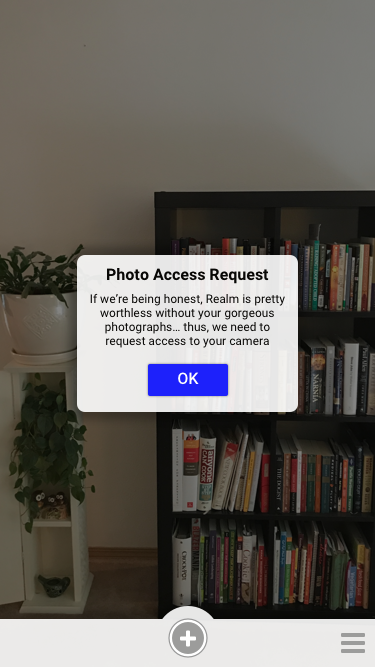 Photo Access Request
If we're being honest, Realm is pretty
worthless without your gorgeous
photographs... thus, we need to
request access to your camera
OK
NARNIA